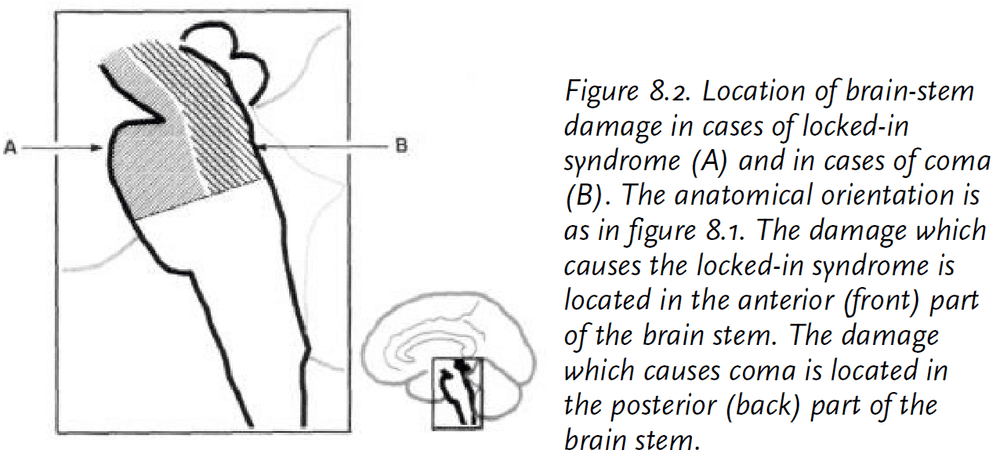 A
B
Figure 8.2. Location of brain-stem
damage in cases of locked-in
syndrome (A) and in cases of coma
(B). The anatomical orientation is
as in figure 8.1. The damage which
causes the locked-in syndrome is
located in the anterior (front) part
of the brain stem. The damage
which causes coma is located in
the posterior (back) part of the
brain stem.